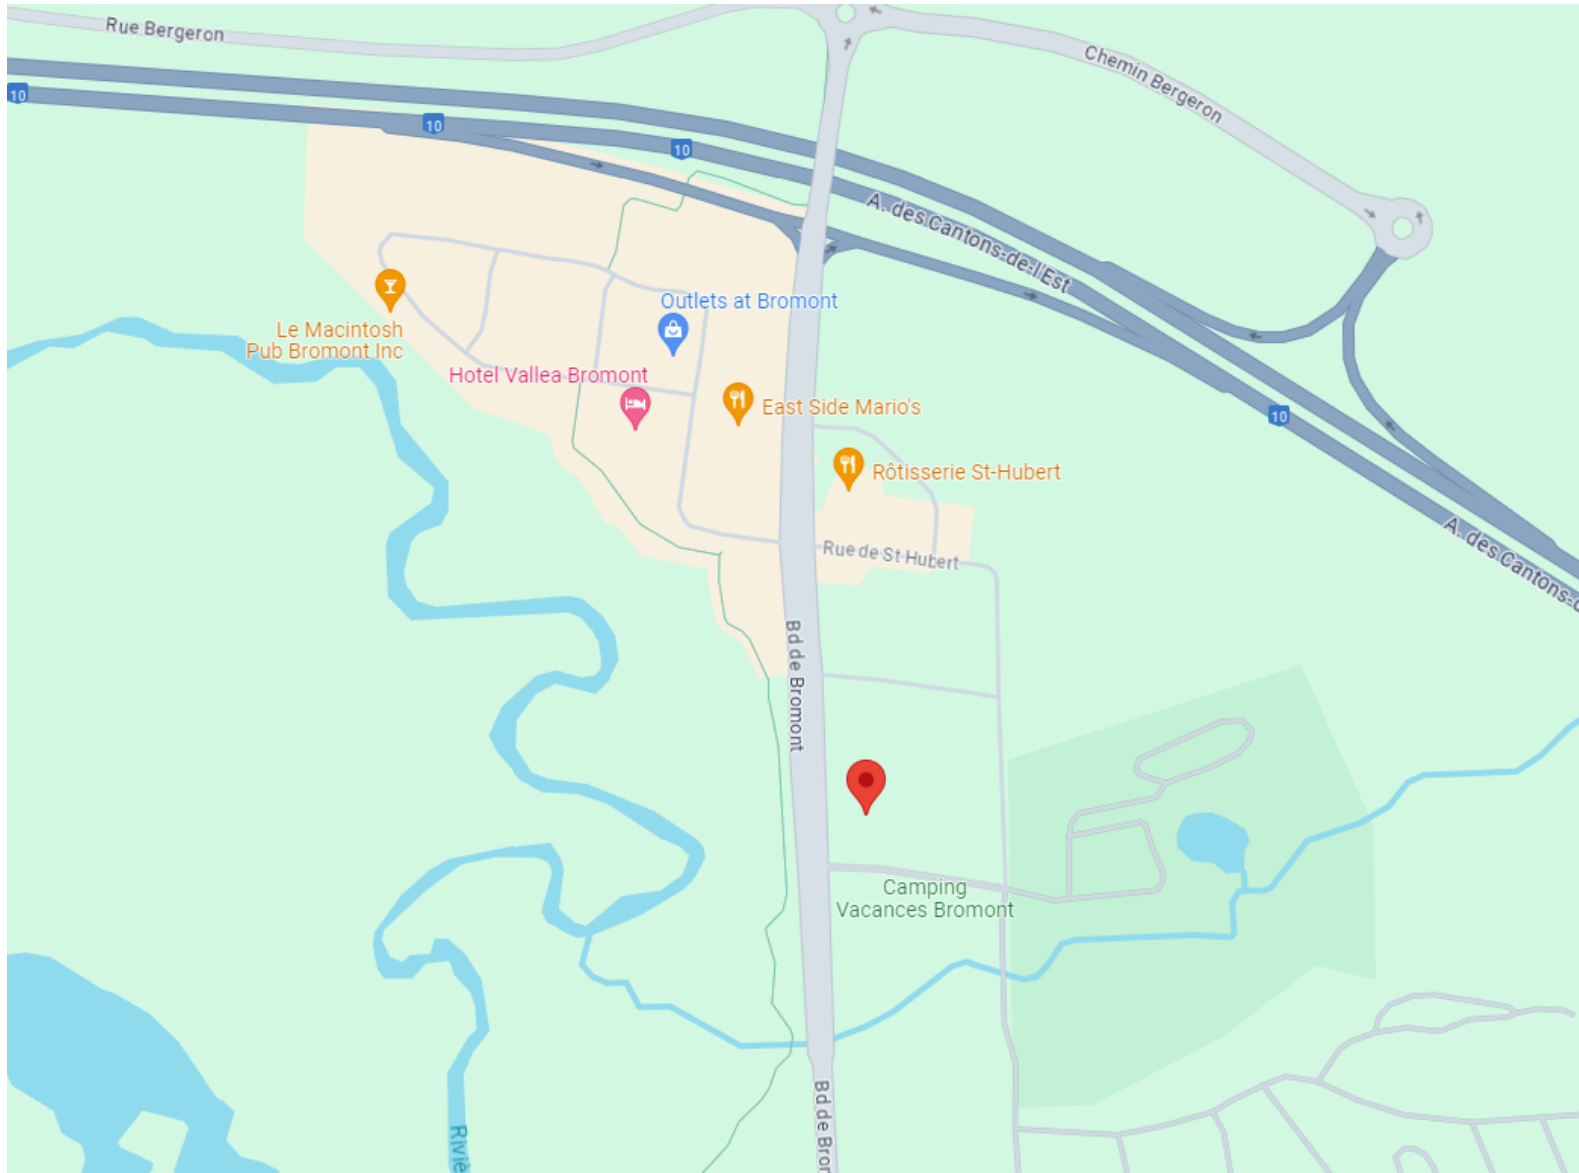 Rue Bergeron
Chemin Bergeron
10
10
10
A. des Cantons-de-l'Est
Outlets at Bromont
Le Macintosh
Pub Bromont Inc
Hotel Vallea Bromont
East Side Mario's
10
Rôtisserie St-Hubert
Rue de St Hubert
A. des Cantons-d
Bd de Bromont
Camping
Vacances Bromont
Bd de Bror
Riviè